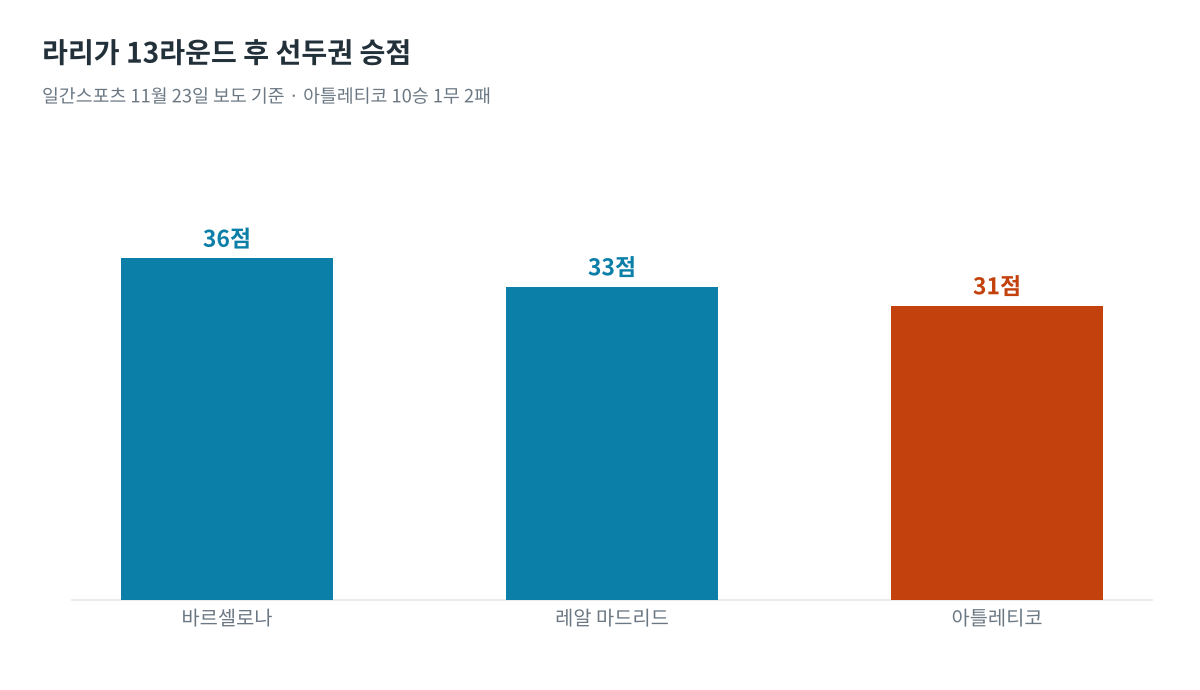 라리가 13라운드 후 선두권 승점
일간스포츠 11월 23일 보도 기준 · 아틀레티코 10승 1무 2패
36점
33점
31점
바르셀로나
레알 마드리드
아틀레티코